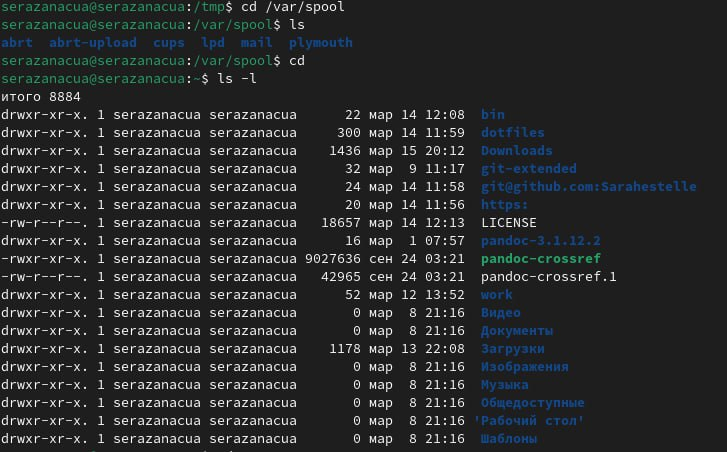 serazanacua@serazanacua:/tmp$ cd /var/spool
serazanacua@serazanacua:/var/spool$ ls
abrt  abrt-upload  cups  lpd  mail  plymouth
serazanacua@serazanacua:/var/spool$ cd
serazanacua@serazanacua:~$ ls -l
итого 8884
drwxr-xr-x. 1 serazanacua serazanacua      22 мар 14 12:08  bin
drwxr-xr-x. 1 serazanacua serazanacua     300 мар 14 11:59  dotfiles
drwxr-xr-x. 1 serazanacua serazanacua    1436 мар 15 20:12  Downloads
drwxr-xr-x. 1 serazanacua serazanacua      32 мар  9 11:17  git-extended
drwxr-xr-x. 1 serazanacua serazanacua      24 мар 14 11:58  git@github.com:Sarahestelle
drwxr-xr-x. 1 serazanacua serazanacua      20 мар 14 11:56  https:
-rw-r--r--. 1 serazanacua serazanacua   18657 мар 14 12:13  LICENSE
drwxr-xr-x. 1 serazanacua serazanacua      16 мар  1 07:57  pandoc-3.1.12.2
-rwxr-xr-x. 1 serazanacua serazanacua 9027636 сен 24 03:21  pandoc-crossref
-rw-r--r--. 1 serazanacua serazanacua   42965 сен 24 03:21  pandoc-crossref.1
drwxr-xr-x. 1 serazanacua serazanacua      52 мар 12 13:52  work
drwxr-xr-x. 1 serazanacua serazanacua       0 мар  8 21:16  Видео
drwxr-xr-x. 1 serazanacua serazanacua       0 мар  8 21:16  Документы
drwxr-xr-x. 1 serazanacua serazanacua    1178 мар 13 22:08  Загрузки
drwxr-xr-x. 1 serazanacua serazanacua       0 мар  8 21:16  Изображения
drwxr-xr-x. 1 serazanacua serazanacua       0 мар  8 21:16  Музыка
drwxr-xr-x. 1 serazanacua serazanacua       0 мар  8 21:16  Общедоступные
drwxr-xr-x. 1 serazanacua serazanacua       0 мар  8 21:16 'Рабочий стол'
drwxr-xr-x. 1 serazanacua serazanacua       0 мар  8 21:16  Шаблоны